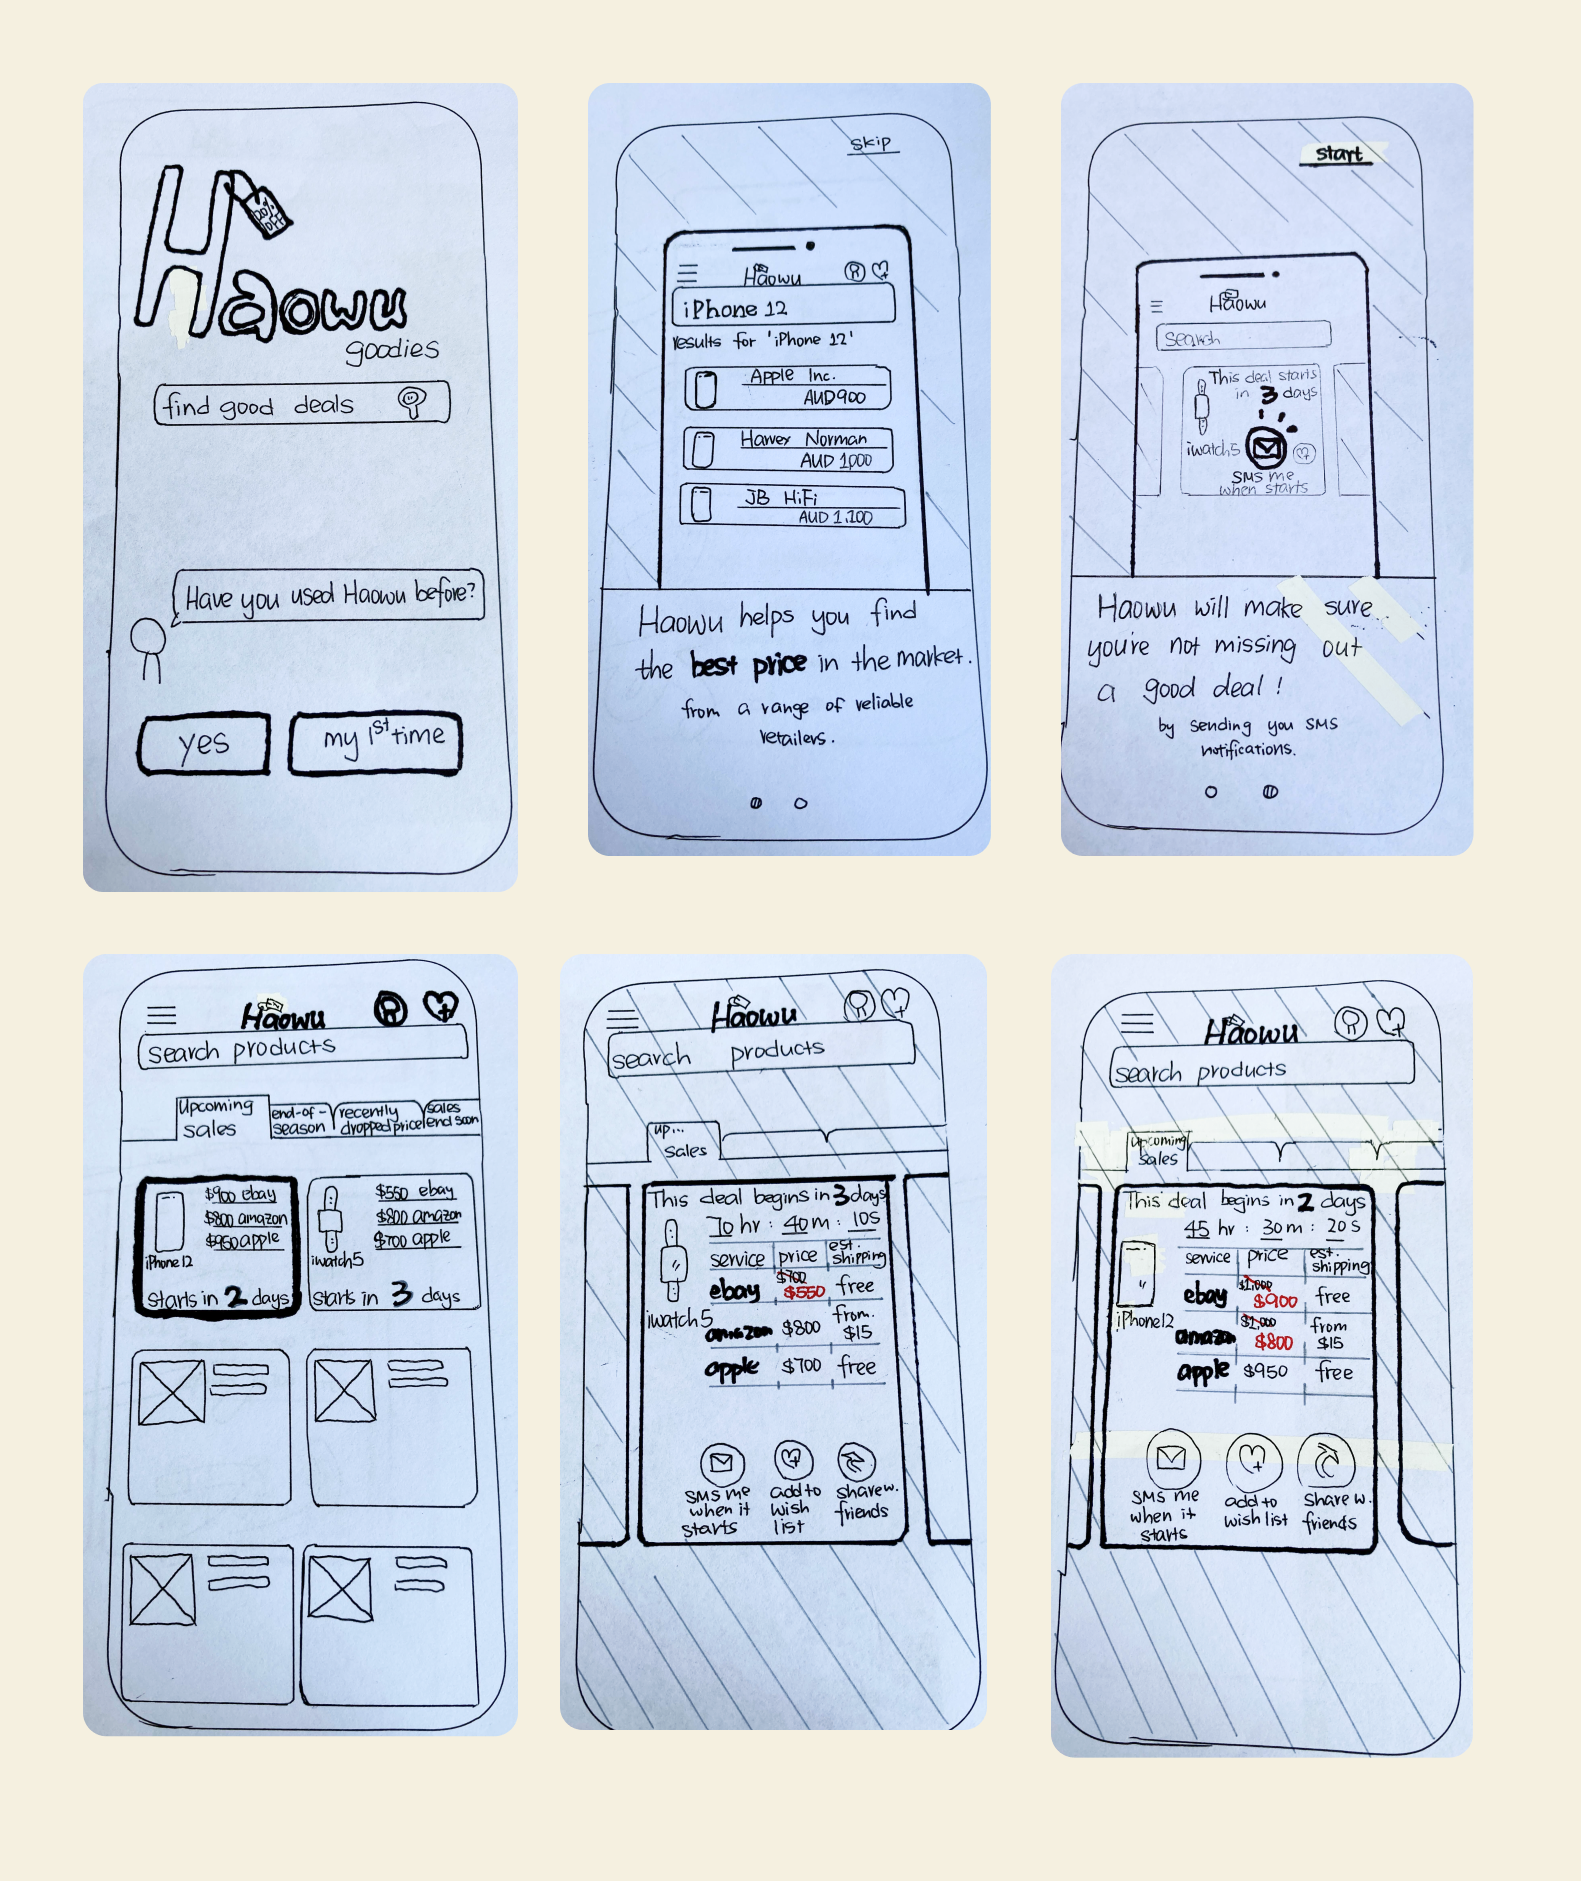 20%
OFF
Haowu
goodies
find good deals
Have you used Haowu before?
yes
my 1st time
skip
Haowu
iPhone 12
results for 'iPhone 12'
Apple Inc.
AUD900
Harvey Norman
AUD 1,000
JB HiFi
AUD 1,100
Haowu helps you find
the best price in the market.
from a range of reliable
retailers.
start
Haowu
search
This deal starts
in 3 days
iwatch5
SMS me
when starts
Haowu will make sure
you're not missing out
a good deal!
by sending you SMS
notifications.
Haowu
search products
Upcoming
sales
end-of-
season
recently
dropped price
sales
end soon
$900 ebay
$800 amazon
$950 apple
iPhone12
starts in 2 days
$550 ebay
$800 amazon
$700 apple
iwatch5
starts in 3 days
Haowu
search products
up...
sales
This deal begins in 3 days
70 hr : 40m : 10s
service price est. shipping
ebay $700 $550 free
iwatch5
amazon $800 from. $15
apple $700 free
SMS me
when it
starts
add to
wish
list
share w.
friends
Haowu
search products
Upcoming
sales
This deal begins in 2 days
45 hr : 30m : 20s
service price est. shipping
ebay $1,000 $900 free
iPhone12
amazon $1,000 $800 from $15
apple $950 free
SMS me
when it
starts
add to
wish list
share w.
friends